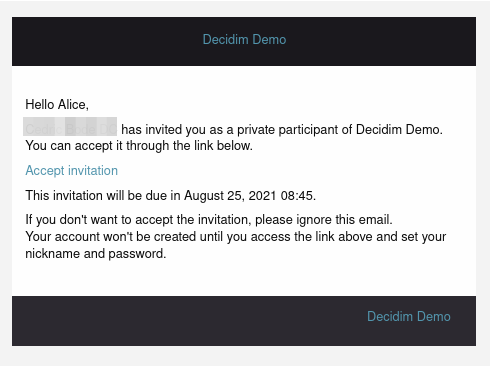 Decidim Demo
Hello Alice,
has invited you as a private participant of Decidim Demo.
You can accept it through the link below.
Accept invitation
This invitation will be due in August 25, 2021 08:45.
If you don't want to accept the invitation, please ignore this email.
Your account won't be created until you access the link above and set your
nickname and password.
Decidim Demo